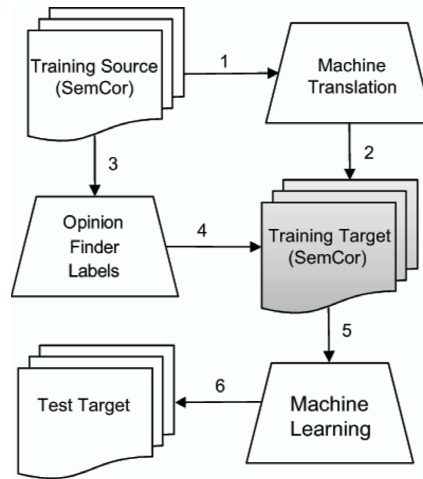 Training Source
(SemCor)
1
Machine
Translation
3
2
Opinion
Finder
Labels
4
Training Target
(SemCor)
5
Test Target
6
Machine
Learning